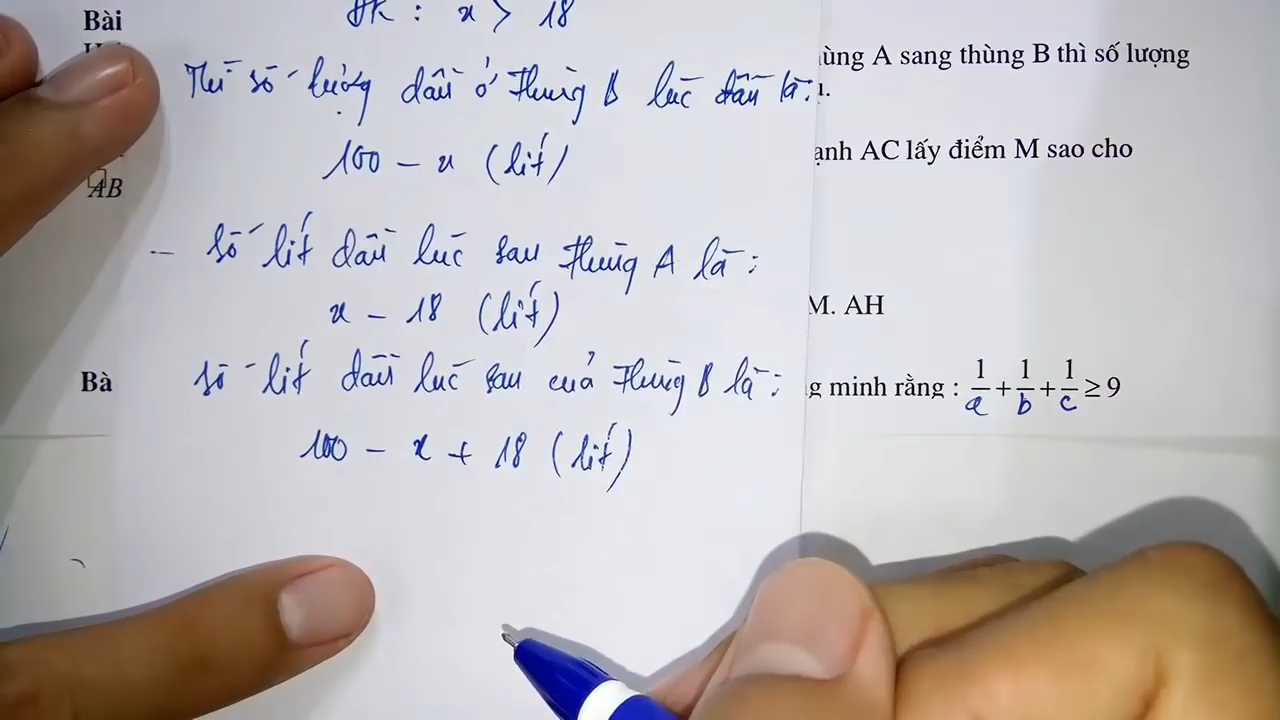 Bài
ĐK : x > 18
ùng A sang thùng B thì số lượng
Thì số lượng dầu ở thùng B lúc đầu là:
100 - x (lít)
ạnh AC lấy điểm M sao cho
AB
- Số lít dầu lúc sau thùng A là:
x - 18 (lít)
M. AH
Số lít dầu lúc sau của thùng B là:
Bà
g minh rằng : 1/a + 1/b + 1/c ≥ 9
100 - x + 18 (lít)